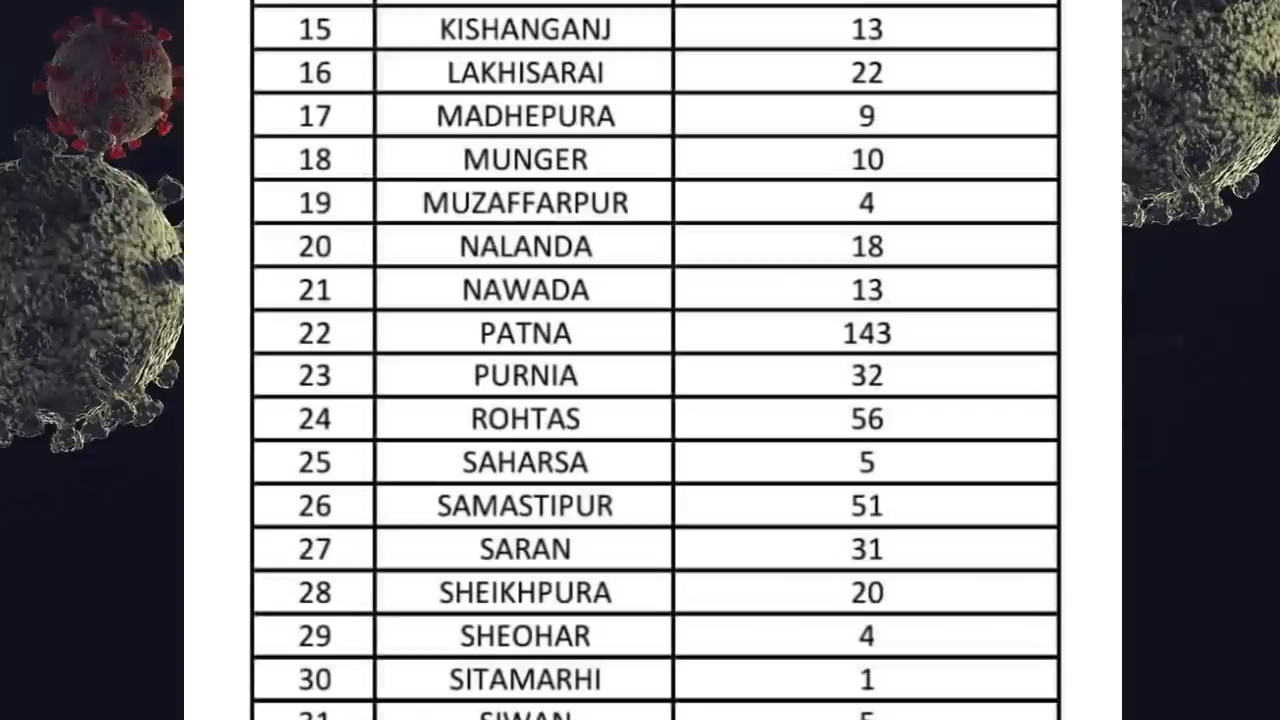 15 KISHANGANJ 13
16 LAKHISARAI 22
17 MADHEPURA 9
18 MUNGER 10
19 MUZAFFARPUR 4
20 NALANDA 18
21 NAWADA 13
22 PATNA 143
23 PURNIA 32
24 ROHTAS 56
25 SAHARSA 5
26 SAMASTIPUR 51
27 SARAN 31
28 SHEIKHPURA 20
29 SHEOHAR 4
30 SITAMARHI 1
31 SIWAN